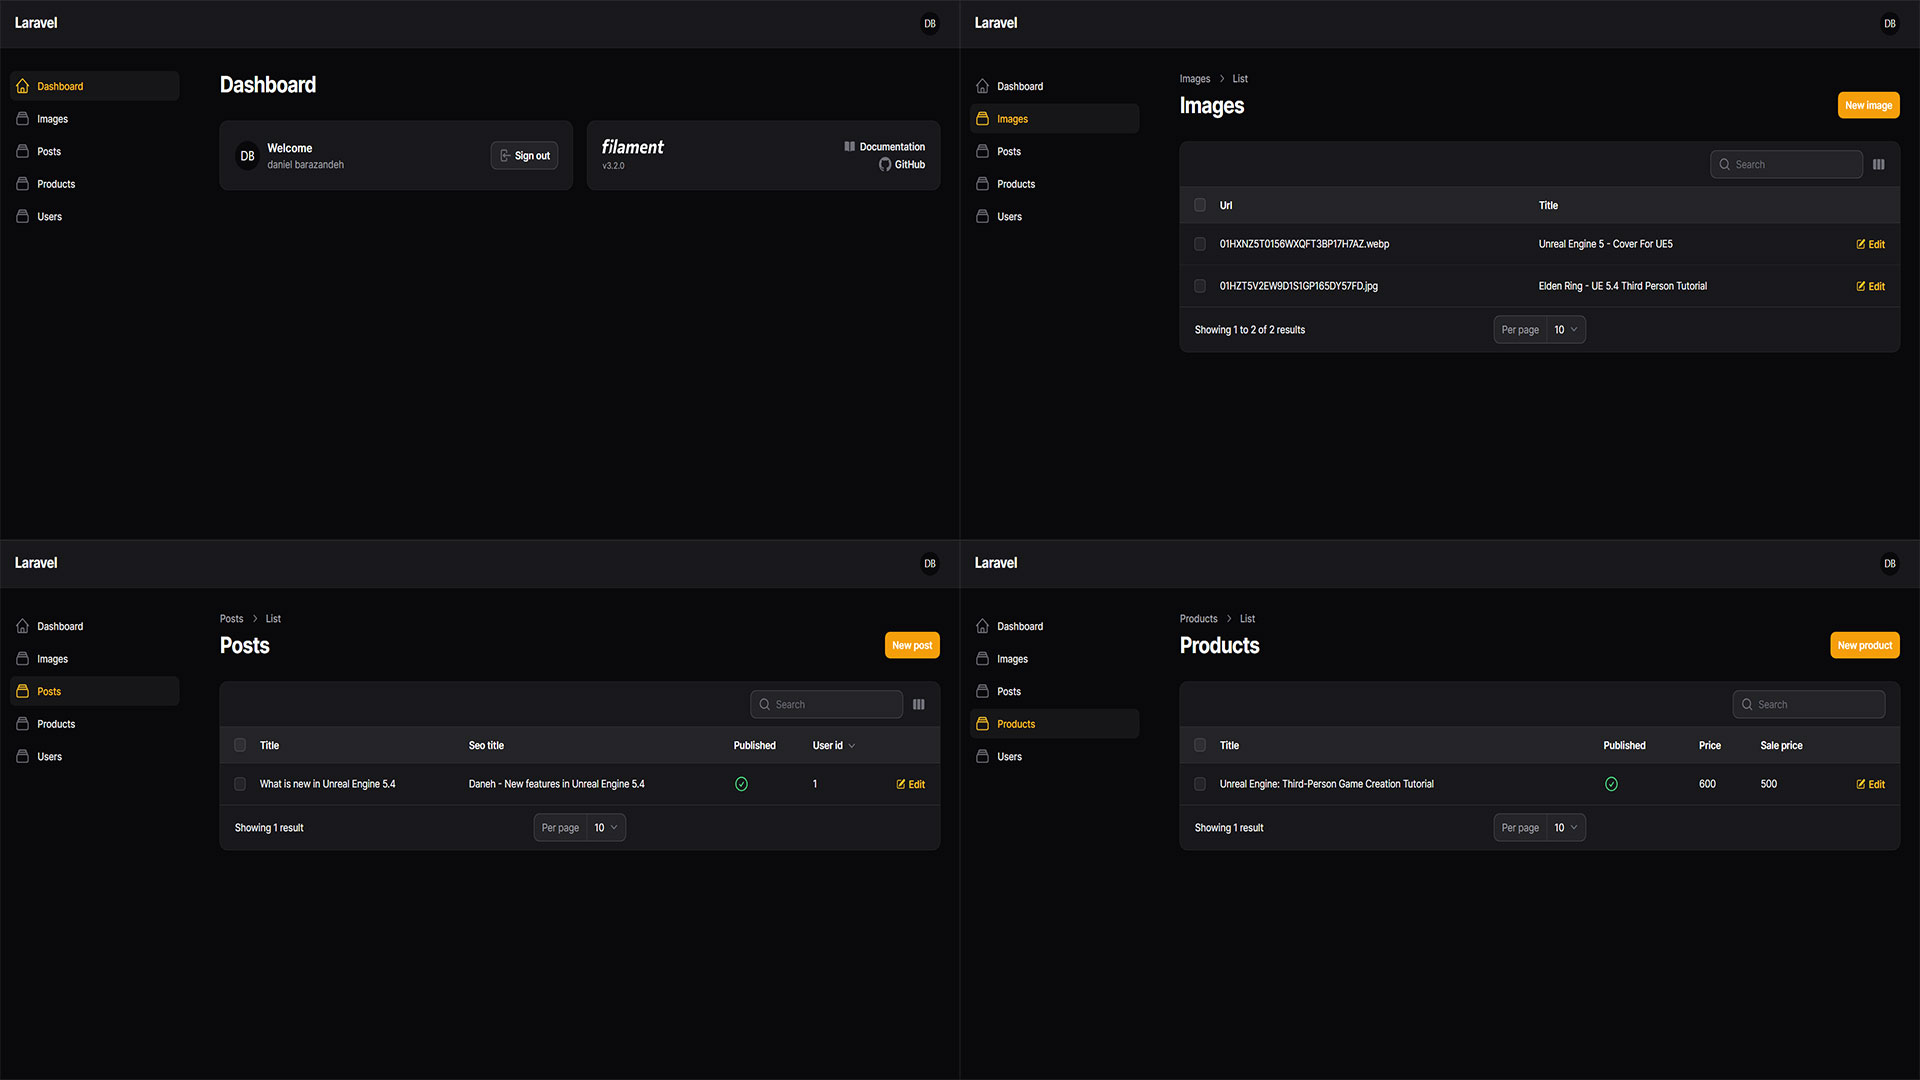 Laravel
DB
Dashboard
Images
Posts
Products
Users
Dashboard
DB
Welcome
daniel barazandeh
Sign out
filament
v3.2.0
Documentation
GitHub
Laravel
DB
Dashboard
Images
Posts
Products
Users
Images > List
Images
New image
Search
Url Title
01HXNZ5T0156WXQFT3BP17H7AZ.webp Unreal Engine 5 - Cover For UE5 Edit
01HZT5V2EW9D1S1GP165DY57FD.jpg Elden Ring - UE 5.4 Third Person Tutorial Edit
Showing 1 to 2 of 2 results Per page 10
Laravel
DB
Dashboard
Images
Posts
Products
Users
Posts > List
Posts
New post
Search
Title Seo title Published User id
What is new in Unreal Engine 5.4 Daneh - New features in Unreal Engine 5.4 1 Edit
Showing 1 result Per page 10
Laravel
DB
Dashboard
Images
Posts
Products
Users
Products > List
Products
New product
Search
Title Published Price Sale price
Unreal Engine: Third-Person Game Creation Tutorial 600 500 Edit
Showing 1 result Per page 10